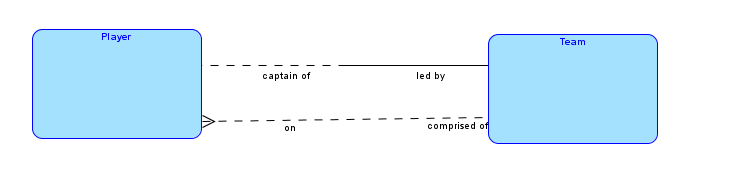 Player
Team
captain of
led by
on
comprised of